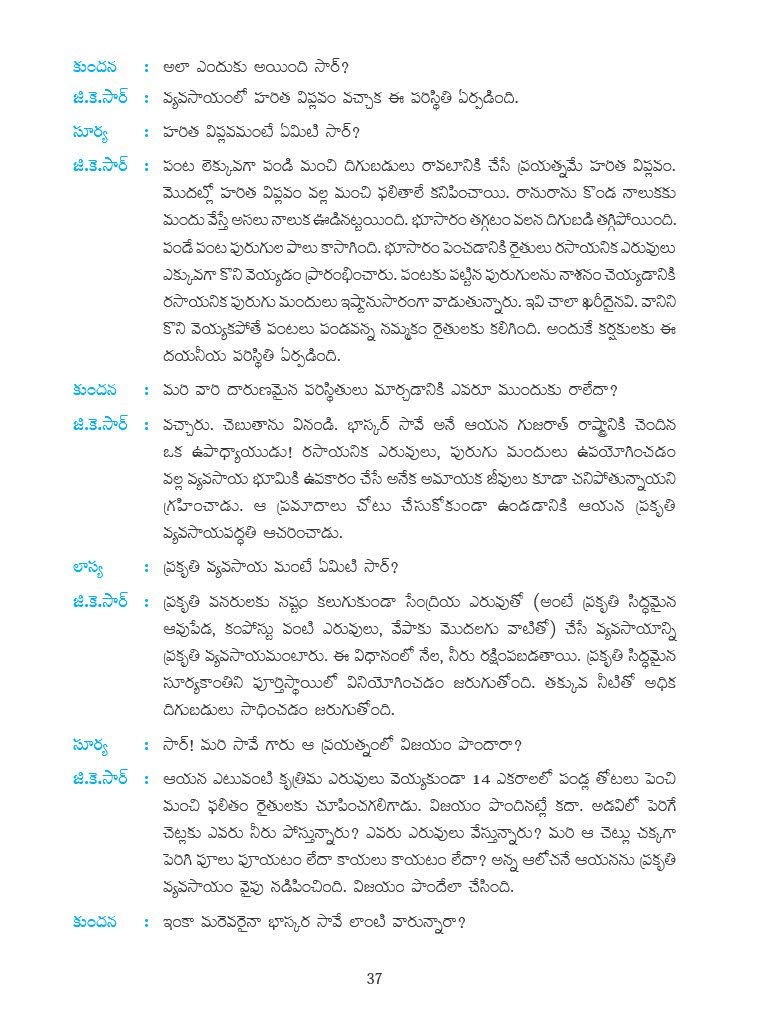 కుందన : అలా ఎందుకు అయింది సార్?
జి.కె.సార్ : వ్యవసాయంలో హరిత విప్లవం వచ్చాక ఈ పరిస్థితి ఏర్పడింది.
సూర్య : హరిత విప్లవమంటే ఏమిటి సార్?
జి.కె.సార్ : పంట లెక్కువగా పండి మంచి దిగుబడులు రావటానికి చేసే ప్రయత్నమే హరిత విప్లవం.
మొదట్లో హరిత విప్లవం వల్ల మంచి ఫలితాలే కనిపించాయి. రానురాను కొండ నాలుకకు
మందు వేస్తే అసలు నాలుక ఊడినట్టయింది. భూసారం తగ్గటం వలన దిగుబడి తగ్గిపోయింది.
పండే పంట పురుగుల పాలు కాసాగింది. భూసారం పెంచడానికి రైతులు రసాయనిక ఎరువులు
ఎక్కువగా కొని వెయ్యడం ప్రారంభించారు. పంటకు పట్టిన పురుగులను నాశనం చెయ్యడానికి
రసాయనిక పురుగు మందులు ఇష్టానుసారంగా వాడుతున్నారు. ఇవి చాలా ఖరీదైనవి. వానిని
కొని వెయ్యకపోతే పంటలు పండవన్న నమ్మకం రైతులకు కలిగింది. అందుకే కర్షకులకు ఈ
దయనీయ పరిస్థితి ఏర్పడింది.
కుందన : మరి వారి దారుణమైన పరిస్థితులు మార్చడానికి ఎవరూ ముందుకు రాలేదా?
జి.కె.సార్ : వచ్చారు. చెబుతాను వినండి. భాస్కర్ సావే అనే ఆయన గుజరాత్ రాష్ట్రానికి చెందిన
ఒక ఉపాధ్యాయుడు! రసాయనిక ఎరువులు, పురుగు మందులు ఉపయోగించడం
వల్ల వ్యవసాయ భూమికి ఉపకారం చేసే అనేక అమాయక జీవులు కూడా చనిపోతున్నాయని
గ్రహించాడు. ఆ ప్రమాదాలు చోటు చేసుకోకుండా ఉండడానికి ఆయన ప్రకృతి
వ్యవసాయపద్ధతి ఆచరించాడు.
లాస్య : ప్రకృతి వ్యవసాయ మంటే ఏమిటి సార్?
జి.కె.సార్ : ప్రకృతి వనరులకు నష్టం కలుగుకుండా సేంద్రియ ఎరువుతో (అంటే ప్రకృతి సిద్ధమైన
ఆవుపేడ, కంపోస్టు వంటి ఎరువులు, వేపాకు మొదలగు వాటితో) చేసే వ్యవసాయాన్ని
ప్రకృతి వ్యవసాయమంటారు. ఈ విధానంలో నేల, నీరు రక్షింపబడతాయి. ప్రకృతి సిద్ధమైన
సూర్యకాంతిని పూర్తిస్థాయిలో వినియోగించడం జరుగుతోంది. తక్కువ నీటితో అధిక
దిగుబడులు సాధించడం జరుగుతోంది.
సూర్య : సార్! మరి సావే గారు ఆ ప్రయత్నంలో విజయం పొందారా?
జి.కె.సార్ : ఆయన ఎటువంటి కృత్రిమ ఎరువులు వెయ్యకుండా 14 ఎకరాలలో పండ్ల తోటలు పెంచి
మంచి ఫలితం రైతులకు చూపించగలిగాడు. విజయం పొందినట్లే కదా. అడవిలో పెరిగే
చెట్లకు ఎవరు నీరు పోస్తున్నారు? ఎవరు ఎరువులు వేస్తున్నారు? మరి ఆ చెట్లు చక్కగా
పెరిగి పూలు పూయటం లేదా కాయలు కాయటం లేదా? అన్న ఆలోచనే ఆయనను ప్రకృతి
వ్యవసాయం వైపు నడిపించింది. విజయం పొందేలా చేసింది.
కుందన : ఇంకా మరెవరైనా భాస్కర సావే లాంటి వారున్నారా?
37